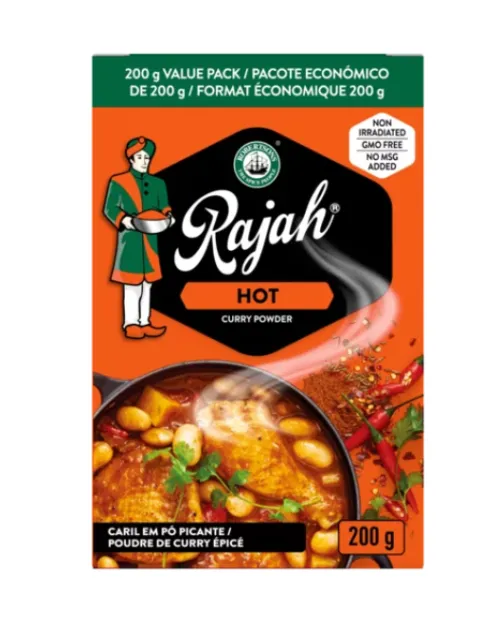 200 g VALUE PACK / PACOTE ECONÓMICO
DE 200 g / FORMAT ÉCONOMIQUE 200 g
NON
IRRADIATED
GMO FREE
NO MSG
ADDED
ROBERTSONS
Rajah®
HOT
CURRY POWDER
CARIL EM PÓ PICANTE /
POUDRE DE CURRY ÉPICÉ
200 g